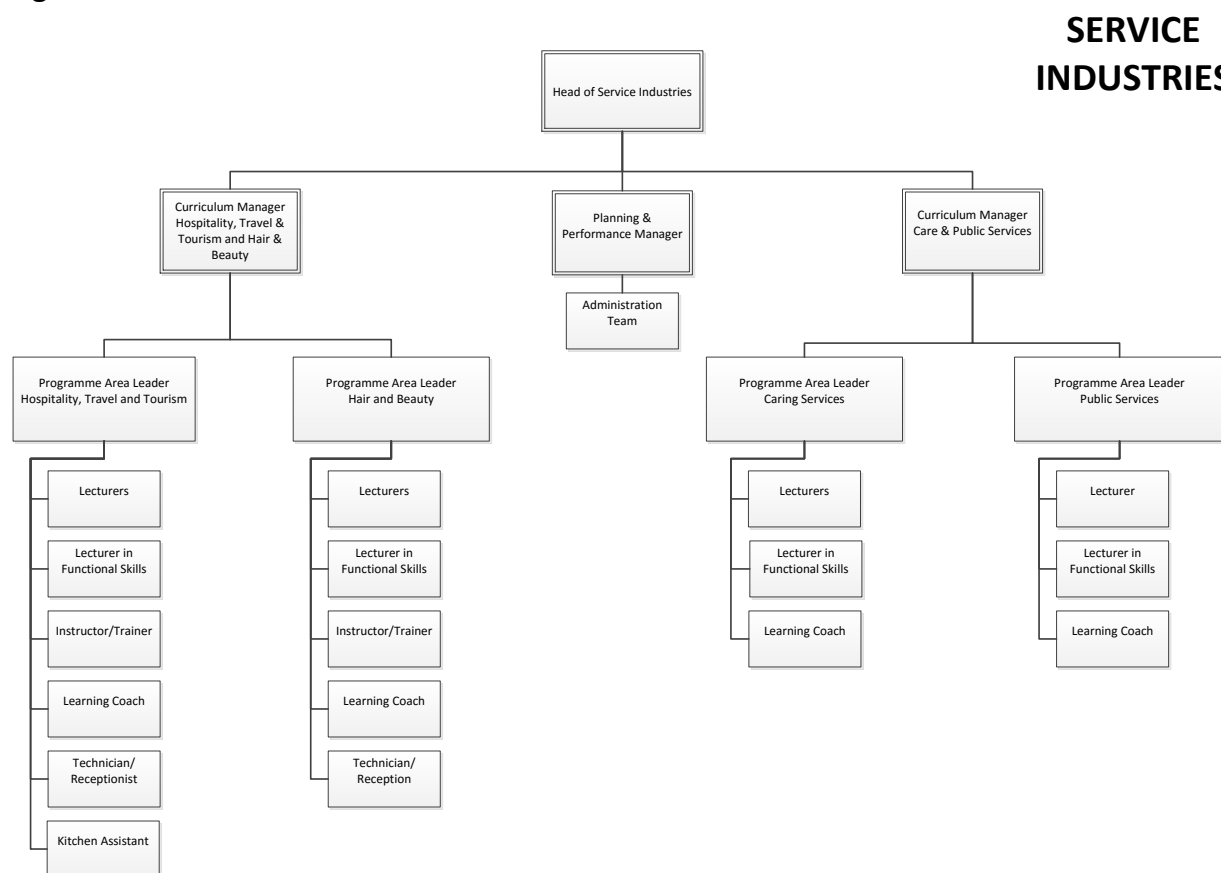 SERVICE
INDUSTRIES
Head of Service Industries
Curriculum Manager
Hospitality, Travel &
Tourism and Hair &
Beauty
Planning &
Performance Manager
Curriculum Manager
Care & Public Services
Administration
Team
Programme Area Leader
Hospitality, Travel and Tourism
Programme Area Leader
Hair and Beauty
Programme Area Leader
Caring Services
Programme Area Leader
Public Services
Lecturers
Lecturer in
Functional Skills
Instructor/Trainer
Learning Coach
Technician/
Receptionist
Kitchen Assistant
Lecturers
Lecturer in
Functional Skills
Instructor/Trainer
Learning Coach
Technician/
Reception
Lecturers
Lecturer in
Functional Skills
Learning Coach
Lecturer
Lecturer in
Functional Skills
Learning Coach